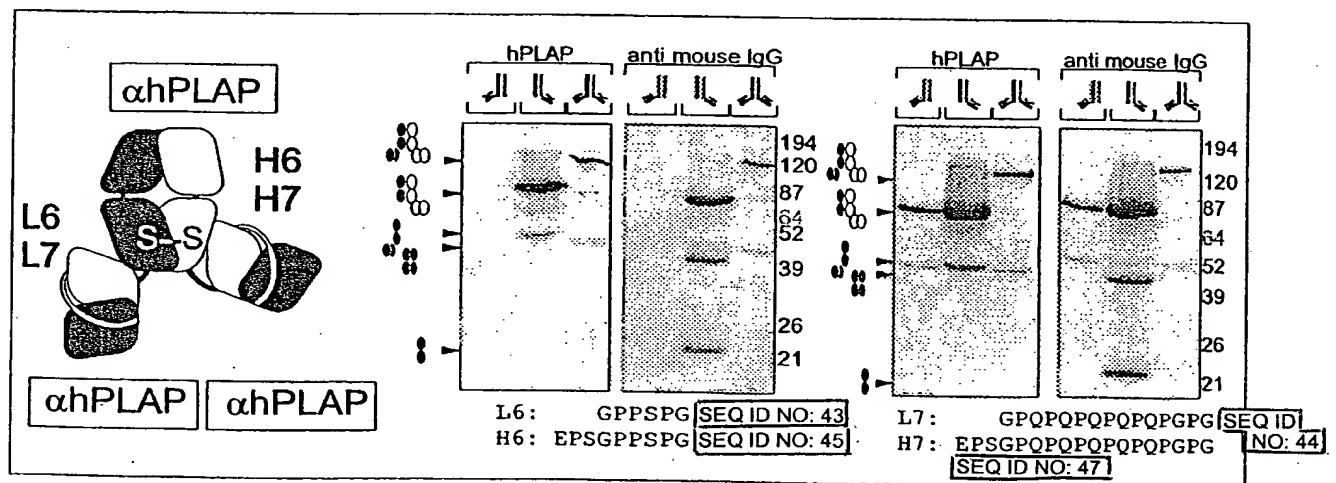 αhPLAP
H6
H7
L6
L7
S-S
αhPLAP
αhPLAP
hPLAP
anti mouse IgG
194
120
87
64
52
39
26
21
L6: GPPSPG SEQ ID NO: 43
H6: EPSGPPSPG SEQ ID NO: 45
hPLAP
anti mouse IgG
194
120
87
64
52
39
26
21
L7: GPQPQPQPQPQPGPG SEQ ID
NO: 44
H7: EPSGPQPQPQPQPQPGPG
SEQ ID NO: 47